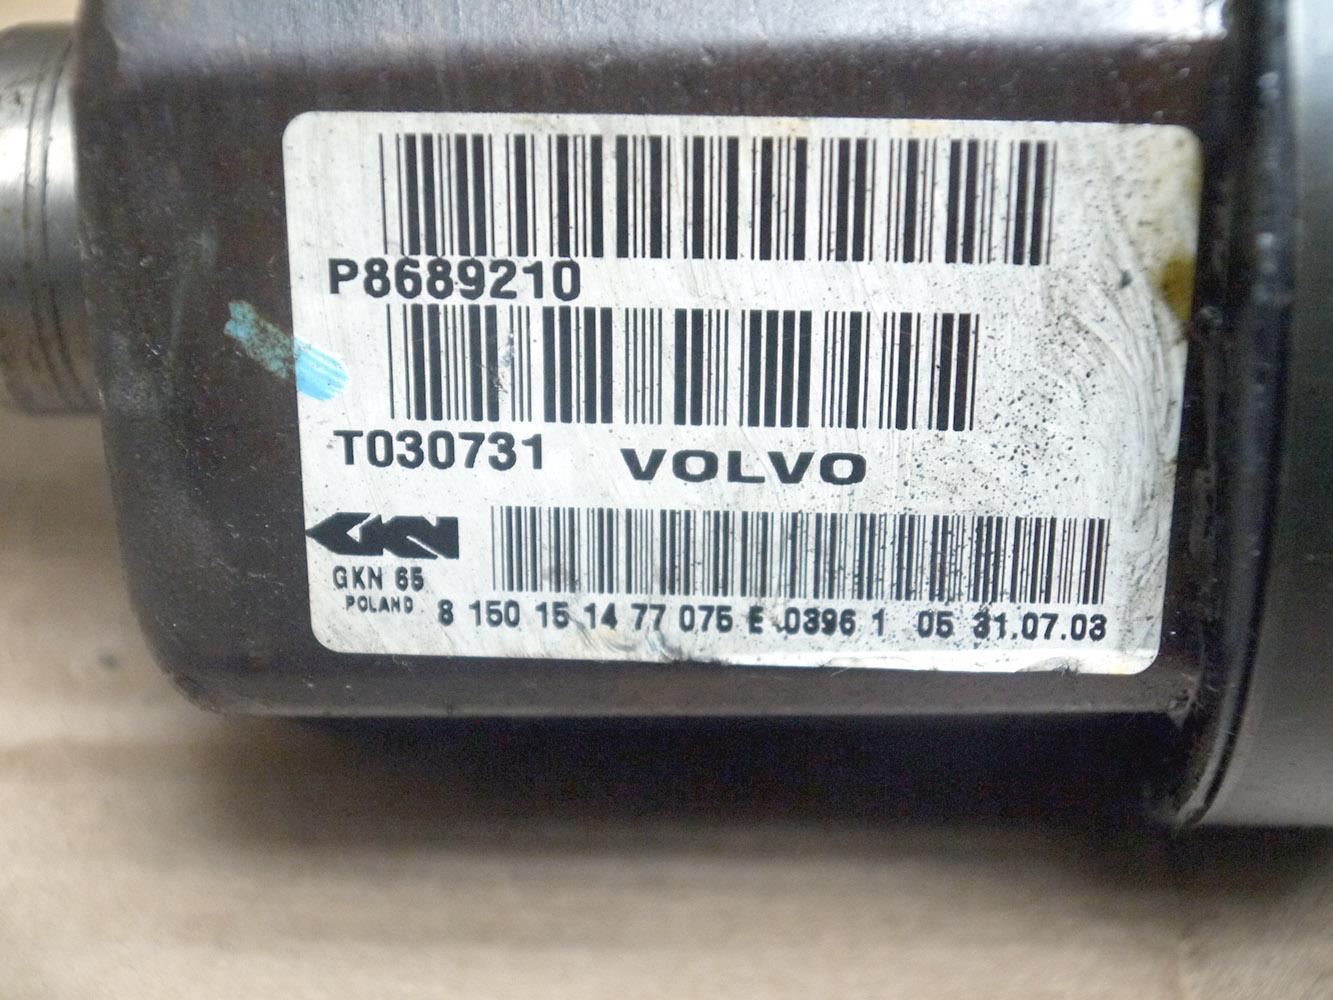 P8689210
T030731 VOLVO
GKN
GKN 65
POLAND 8 150 15 14 77 075 E 0396 1 05 31.07.03